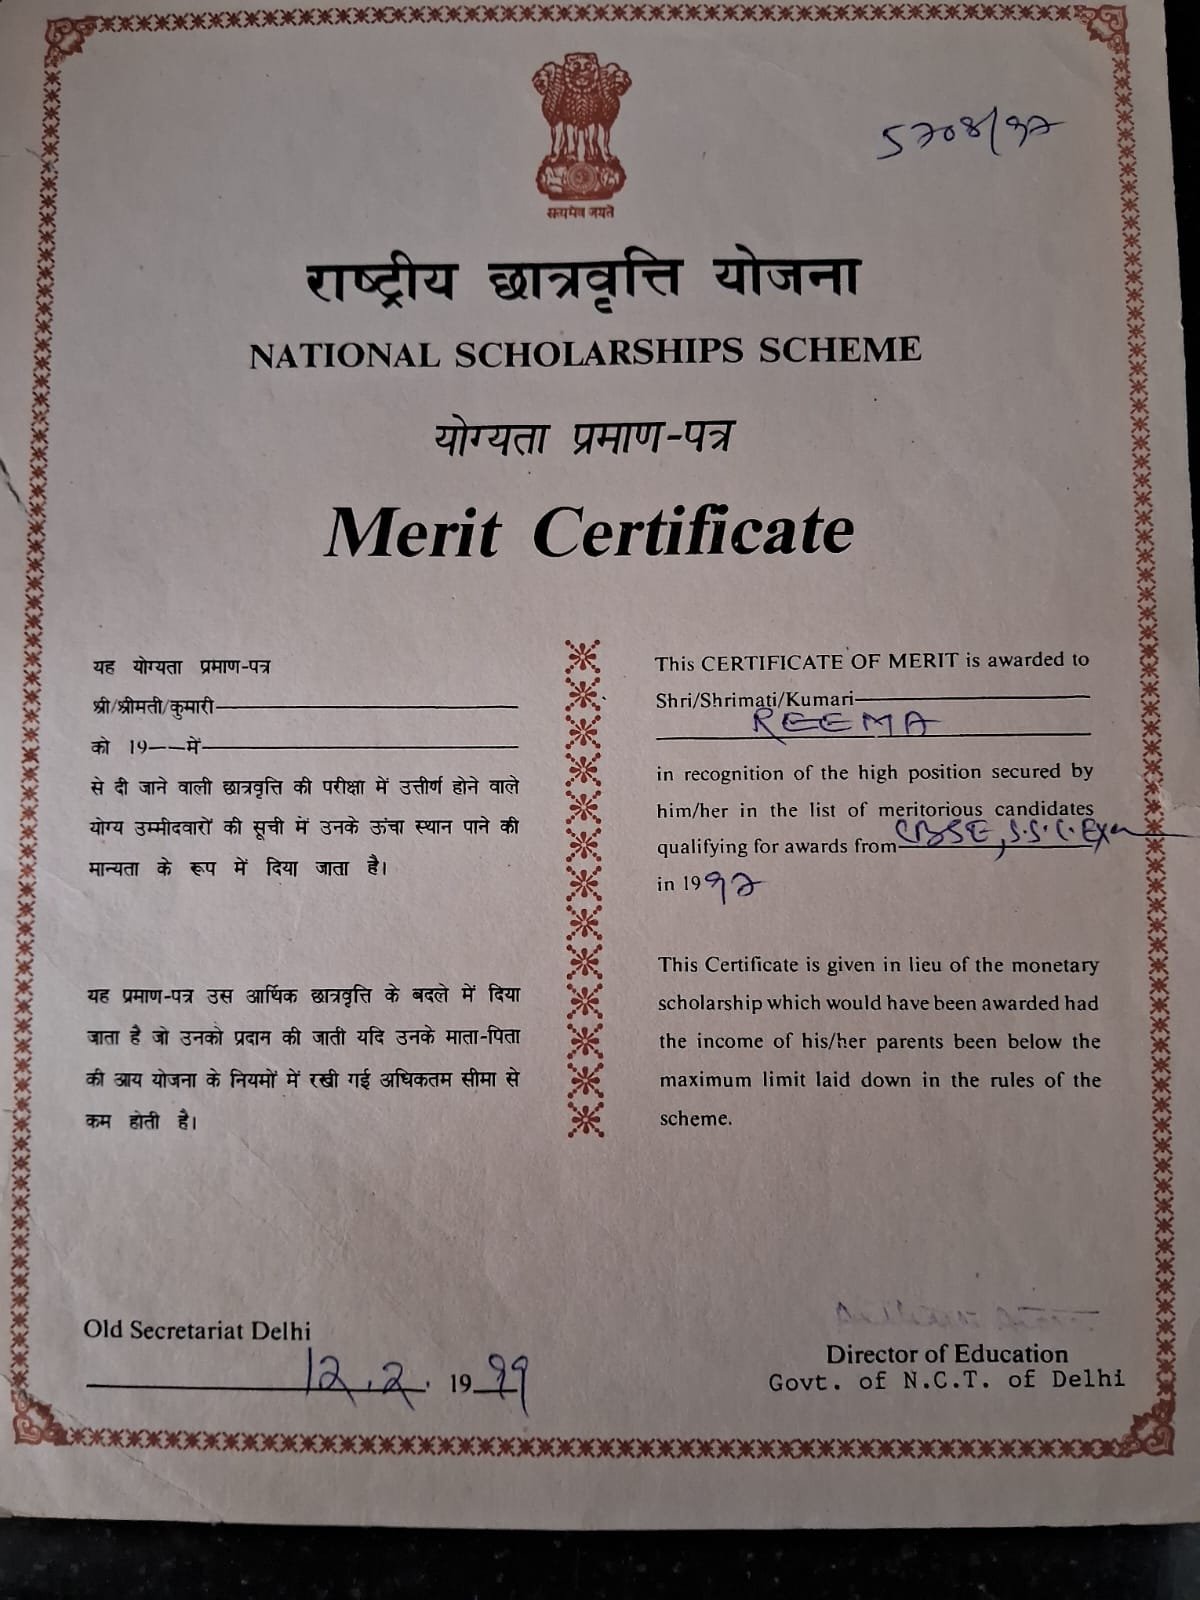 5708/97
सत्यमेव जयते
राष्ट्रीय छात्रवृत्ति योजना
NATIONAL SCHOLARSHIPS SCHEME
योग्यता प्रमाण-पत्र
Merit Certificate
यह योग्यता प्रमाण-पत्र
श्री/श्रीमती/कुमारी
को 19——में
से दी जाने वाली छात्रवृत्ति की परीक्षा में उत्तीर्ण होने वाले
योग्य उम्मीदवारों की सूची में उनके ऊंचा स्थान पाने की
मान्यता के रूप में दिया जाता है।
यह प्रमाण-पत्र उस आर्थिक छात्रवृत्ति के बदले में दिया
जाता है जो उनको प्रदान की जाती यदि उनके माता-पिता
की आय योजना के नियमों में रखी गई अधिकतम सीमा से
कम होती है।
This CERTIFICATE OF MERIT is awarded to
Shri/Shrimati/Kumari
REEMA
in recognition of the high position secured by
him/her in the list of meritorious candidates
qualifying for awards from CBSE, S.S.C. Exam
in 1997
This Certificate is given in lieu of the monetary
scholarship which would have been awarded had
the income of his/her parents been below the
maximum limit laid down in the rules of the
scheme.
Old Secretariat Delhi
12.2. 1999
Director of Education
Govt. of N.C.T. of Delhi